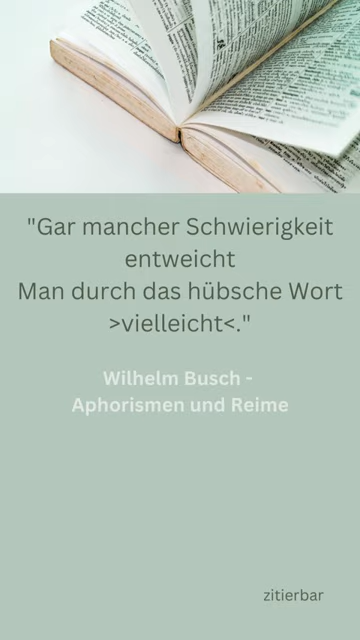 "Gar mancher Schwierigkeit
entweicht
Man durch das hübsche Wort
>vielleicht<."
Wilhelm Busch -
Aphorismen und Reime
zitierbar